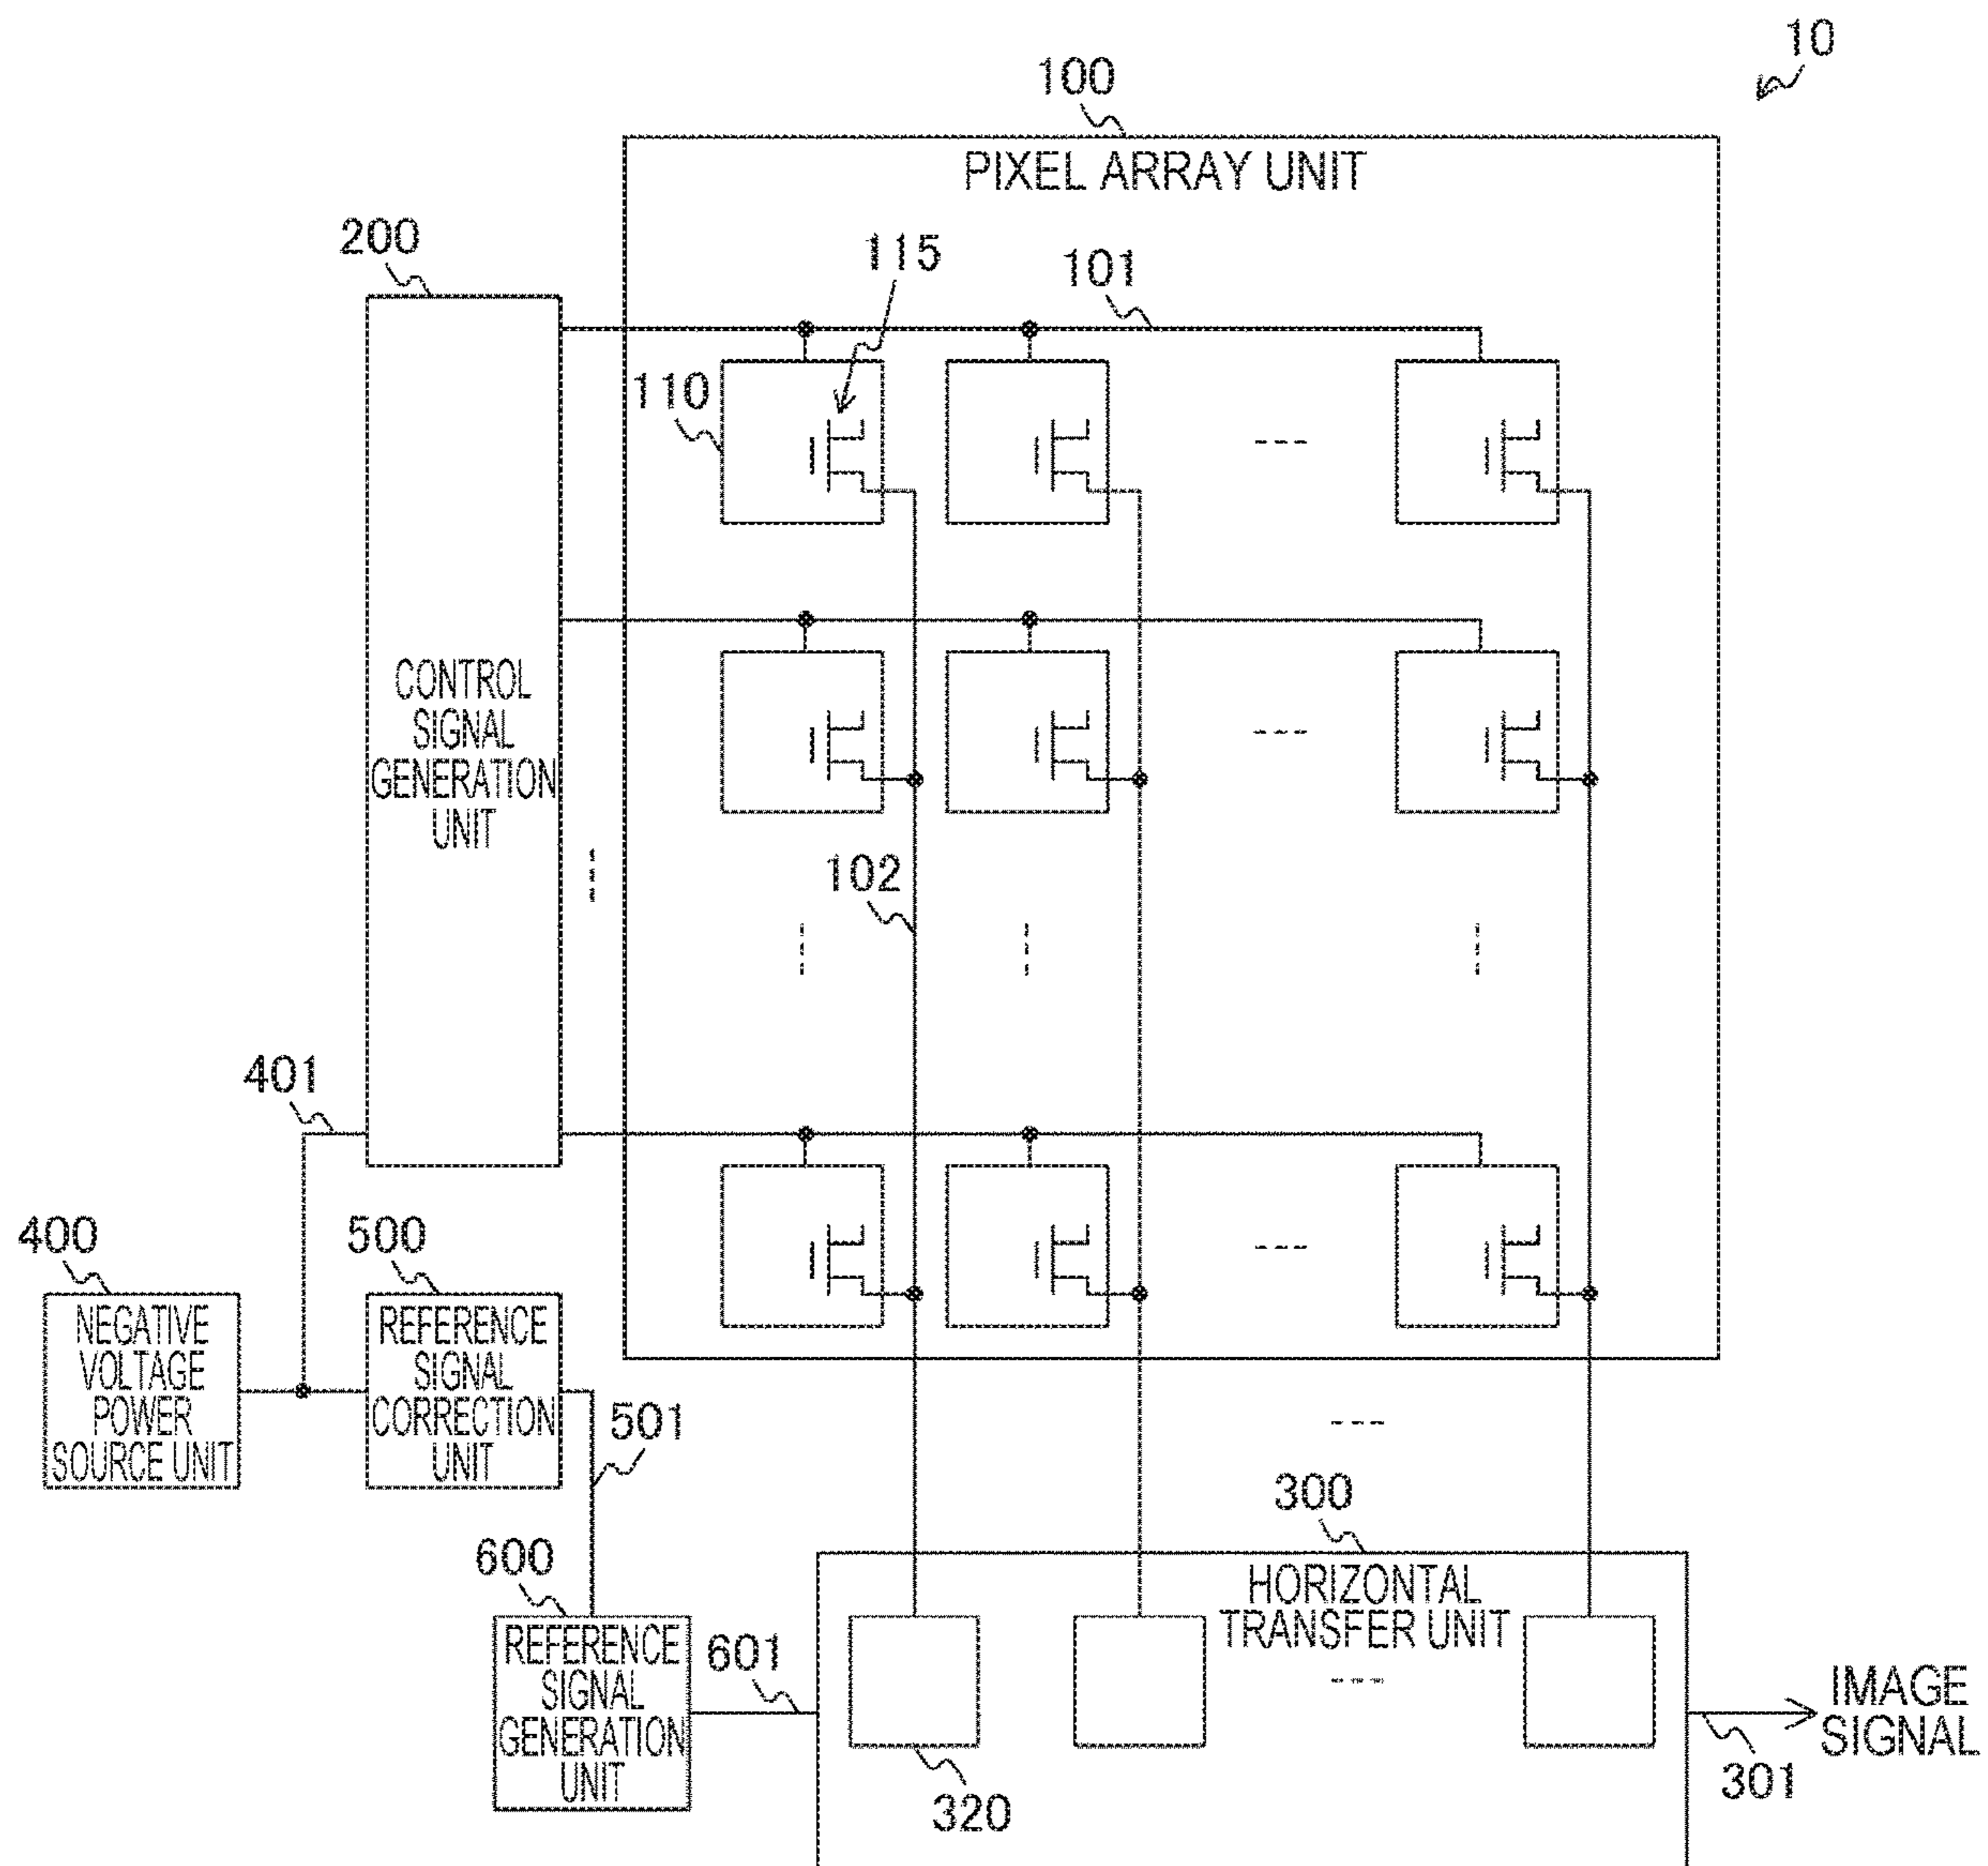 10
100
PIXEL ARRAY UNIT
200
115
101
110
CONTROL
SIGNAL
GENERATION
UNIT
102
401
400
500
NEGATIVE
VOLTAGE
POWER
SOURCE UNIT
REFERENCE
SIGNAL
CORRECTION
UNIT
501
300
600
HORIZONTAL
TRANSFER UNIT
REFERENCE
SIGNAL
GENERATION
UNIT
601
320
IMAGE
SIGNAL
301